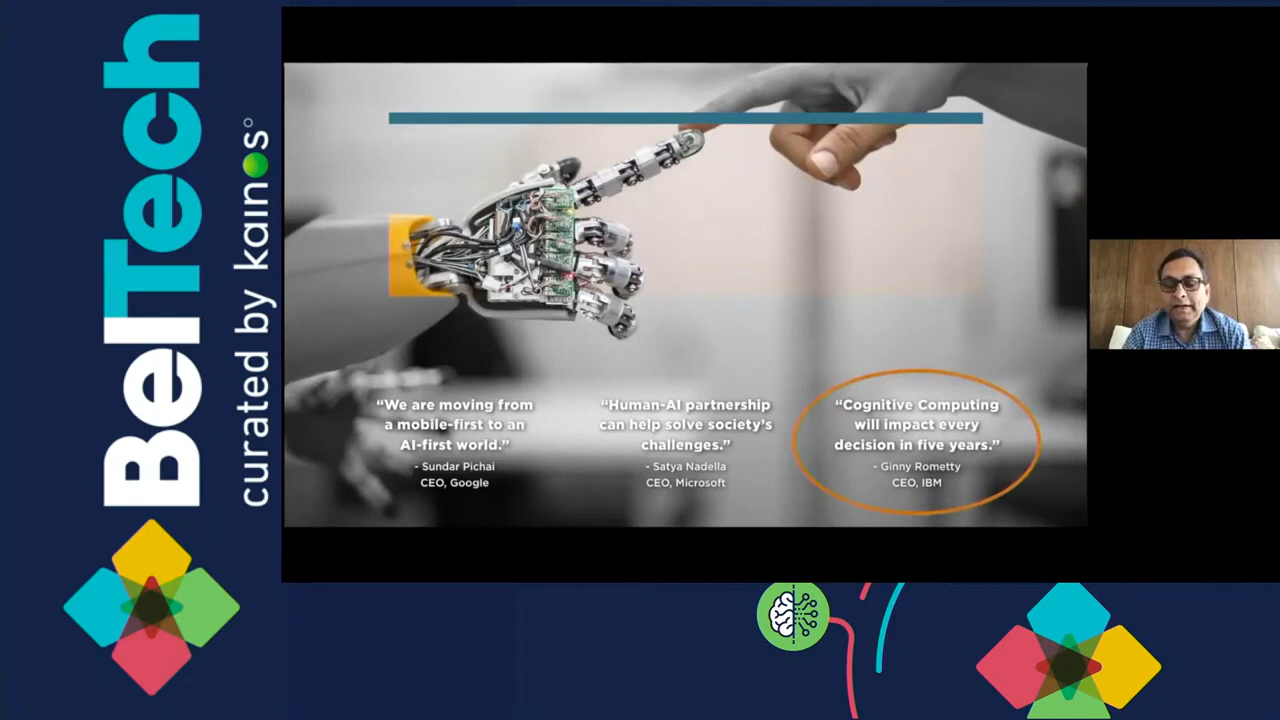 BelTech
curated by kainos
“We are moving from
a mobile-first to an
AI-first world.”
- Sundar Pichai
CEO, Google
“Human-AI partnership
can help solve society’s
challenges.”
- Satya Nadella
CEO, Microsoft
“Cognitive Computing
will impact every
decision in five years.”
- Ginny Rometty
CEO, IBM